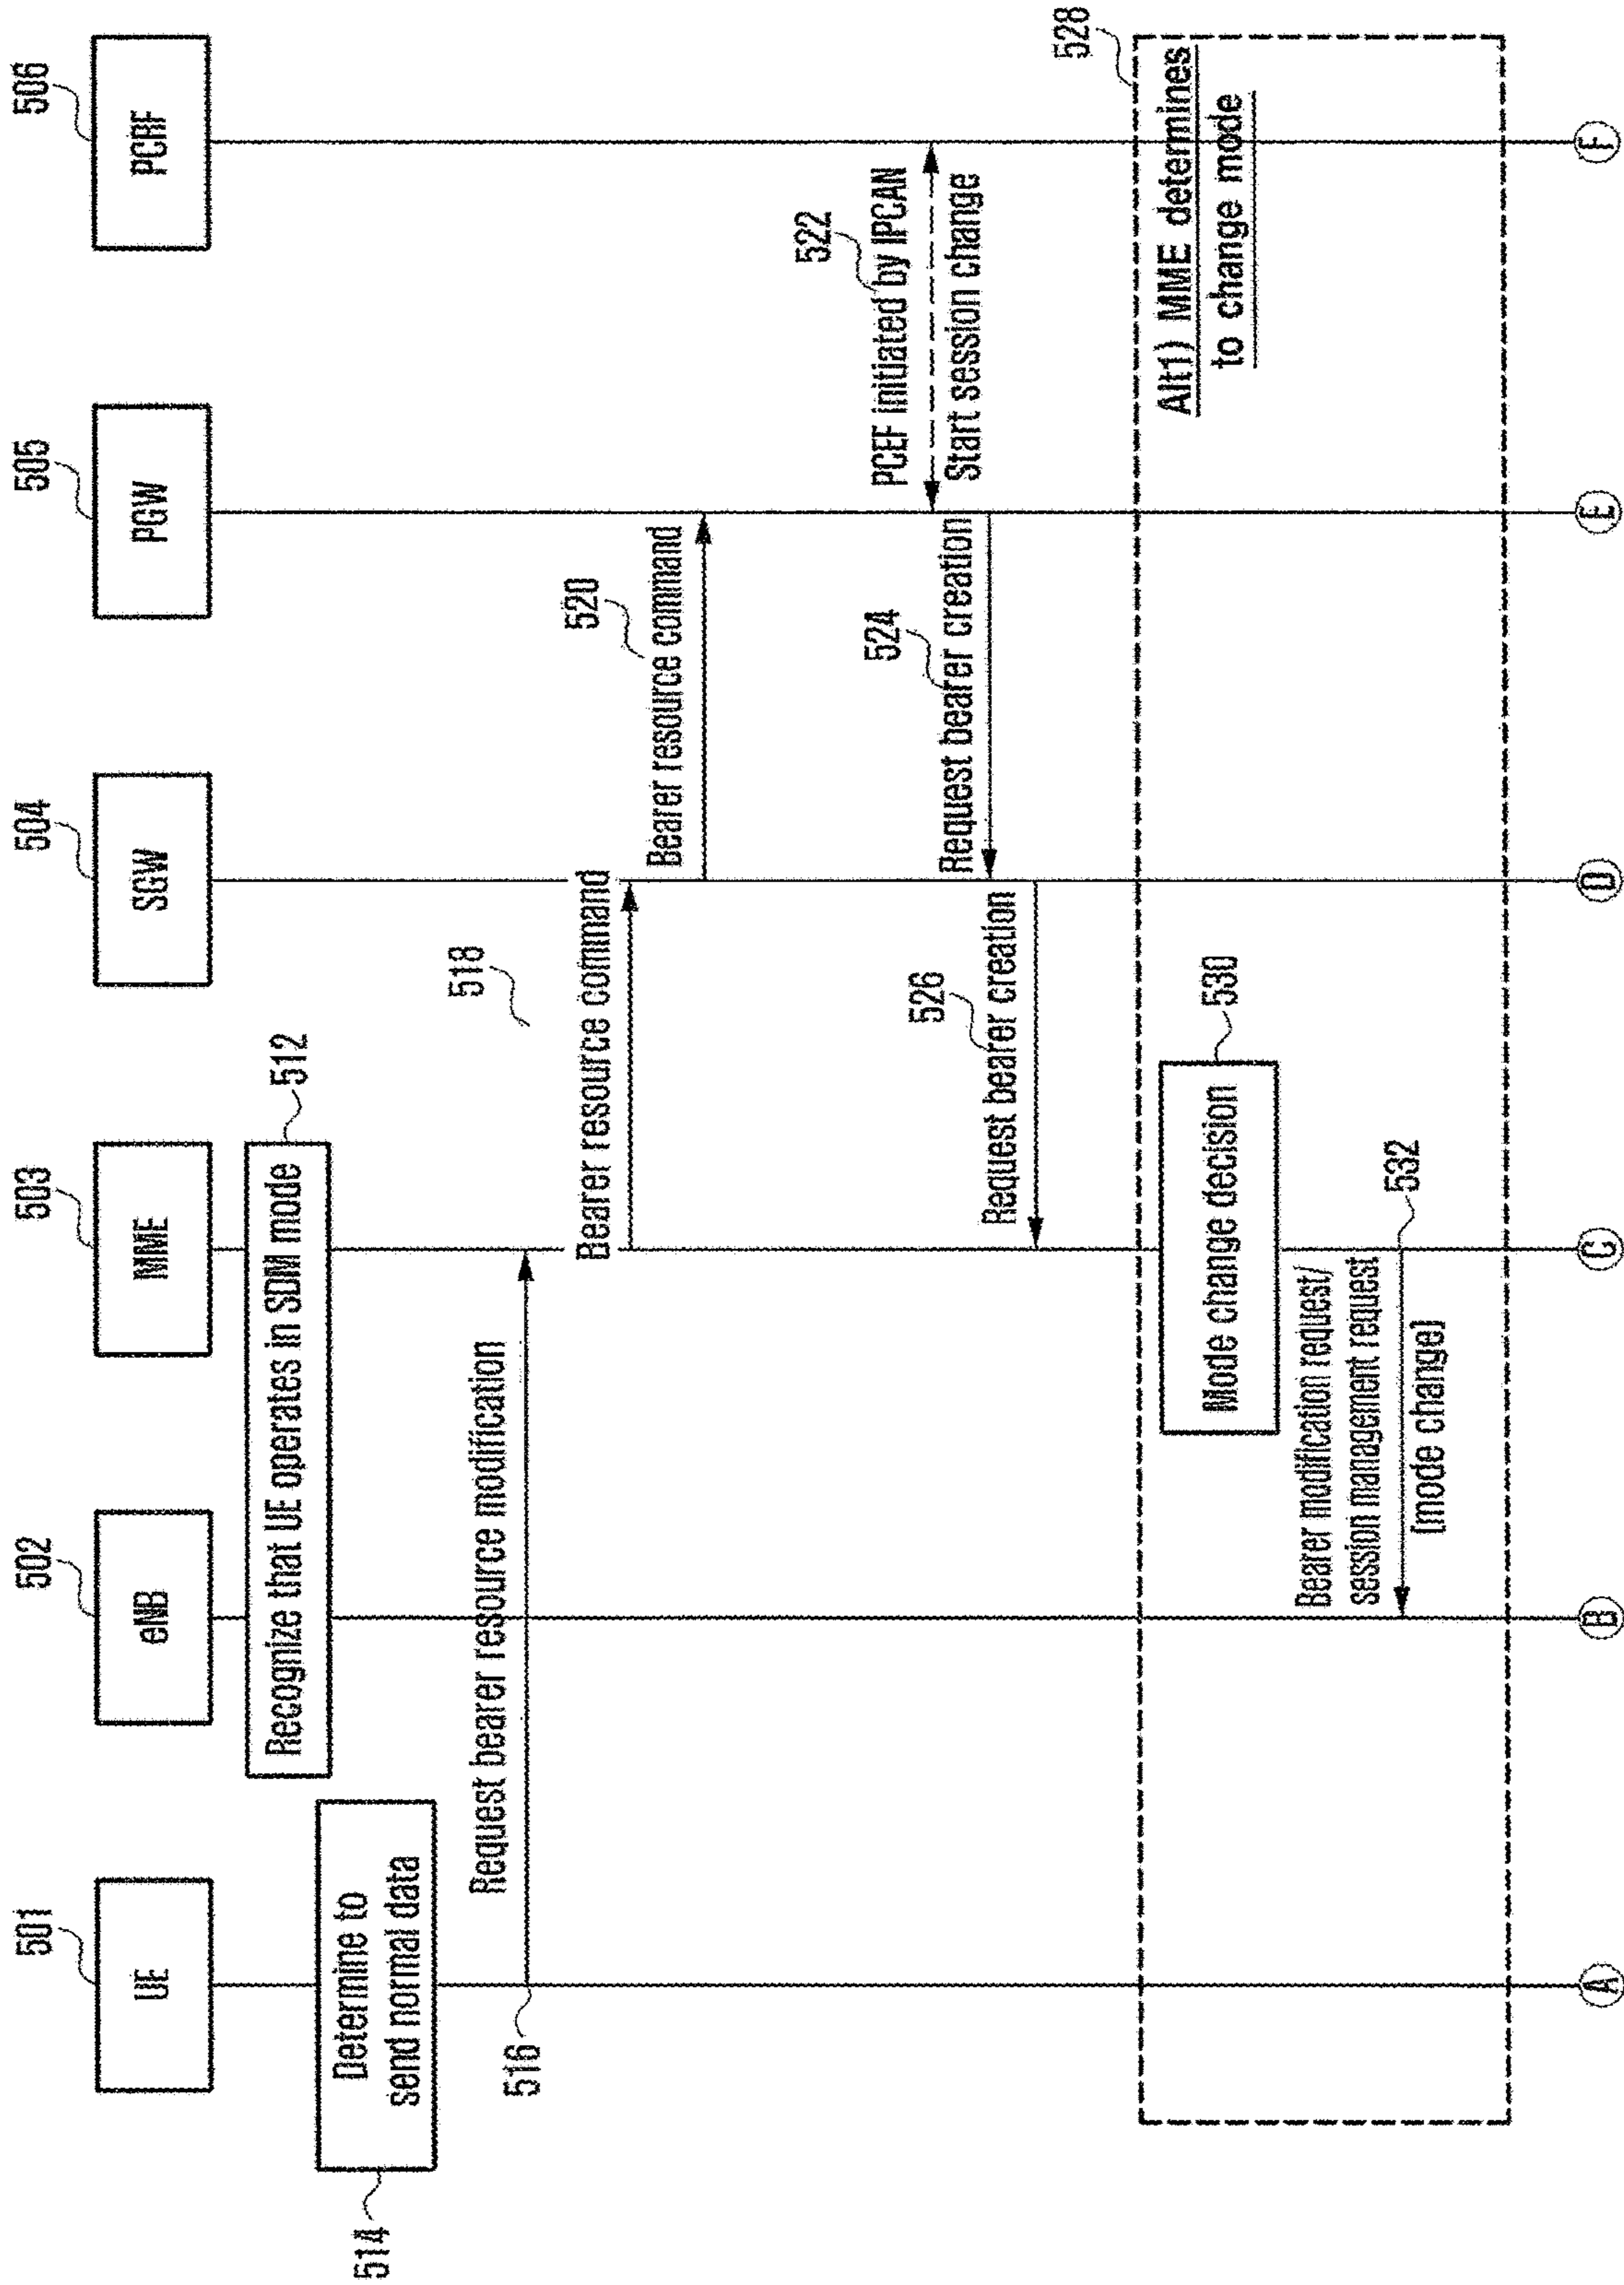 501
502
503
504
505
506
UE
eNB
MME
SGW
PGW
PCRF
512
Recognize that UE operates in SDM mode
514
Determine to
send normal data
Request bearer resource modification
516
518
Bearer resource command
520
Bearer resource command
522
PCEF initiated by IPCAN
Start session change
524
Request bearer creation
526
Request bearer creation
528
Alt1) MME determines
to change mode
530
Mode change decision
532
Bearer modification request/
session management request
(mode change)
A
B
C
D
E
F